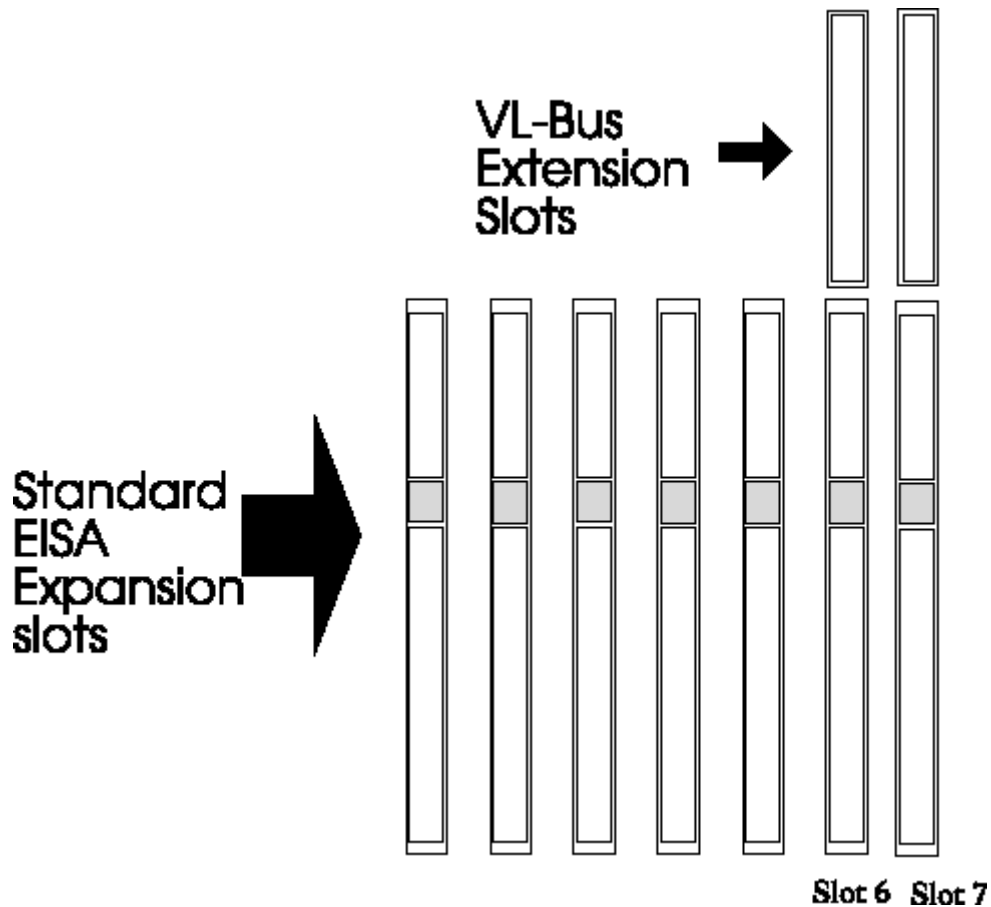 VL-Bus
Extension
Slots
Standard
EISA
Expansion
slots
Slot 6 Slot 7